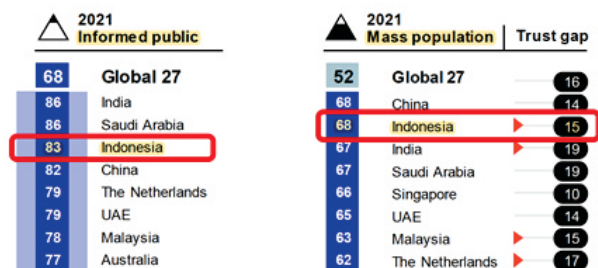 2021
Informed public
68 Global 27
86 India
86 Saudi Arabia
83 Indonesia
82 China
79 The Netherlands
79 UAE
78 Malaysia
77 Australia
2021
Mass population Trust gap
52 Global 27 16
68 China 14
68 Indonesia 15
67 India 19
67 Saudi Arabia 19
66 Singapore 10
65 UAE 14
63 Malaysia 15
62 The Netherlands 17